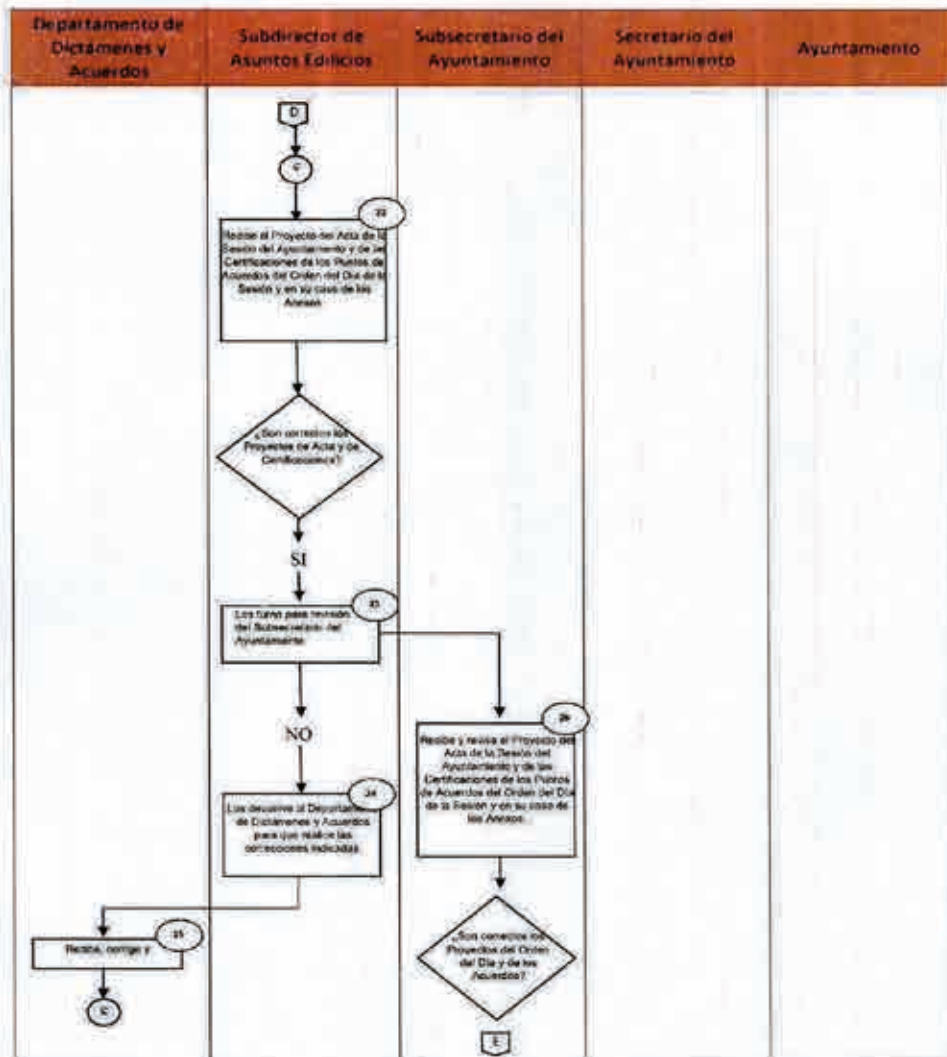 Departamento de
Dictámenes y
Acuerdos
Subdirector de
Asuntos Edilicios
Subsecretario del
Ayuntamiento
Secretario del
Ayuntamiento
Ayuntamiento
D
Recibe el Proyecto del Acta de la
Sesión del Ayuntamiento y de las
Certificaciones de los Puntos de
Acuerdos del Orden del Día de la
Sesión y en su caso de los
Anexos
¿Son correctos los
Proyectos de Acta y de
Certificaciones?
SI
Los turna para revisión
del Subsecretario del
Ayuntamiento
NO
24
Los devuelve al Departamento
de Dictámenes y Acuerdos
para que realice las
correcciones indicadas
Recibe y revisa el Proyecto del
Acta de la Sesión del
Ayuntamiento y de las
Certificaciones de los Puntos
de Acuerdos del Orden del Día
de la Sesión y en su caso de
los Anexos.
25
Recibe, corrige y
¿Son correctos los
Proyectos del Orden
del Día y de los
Acuerdos?
E